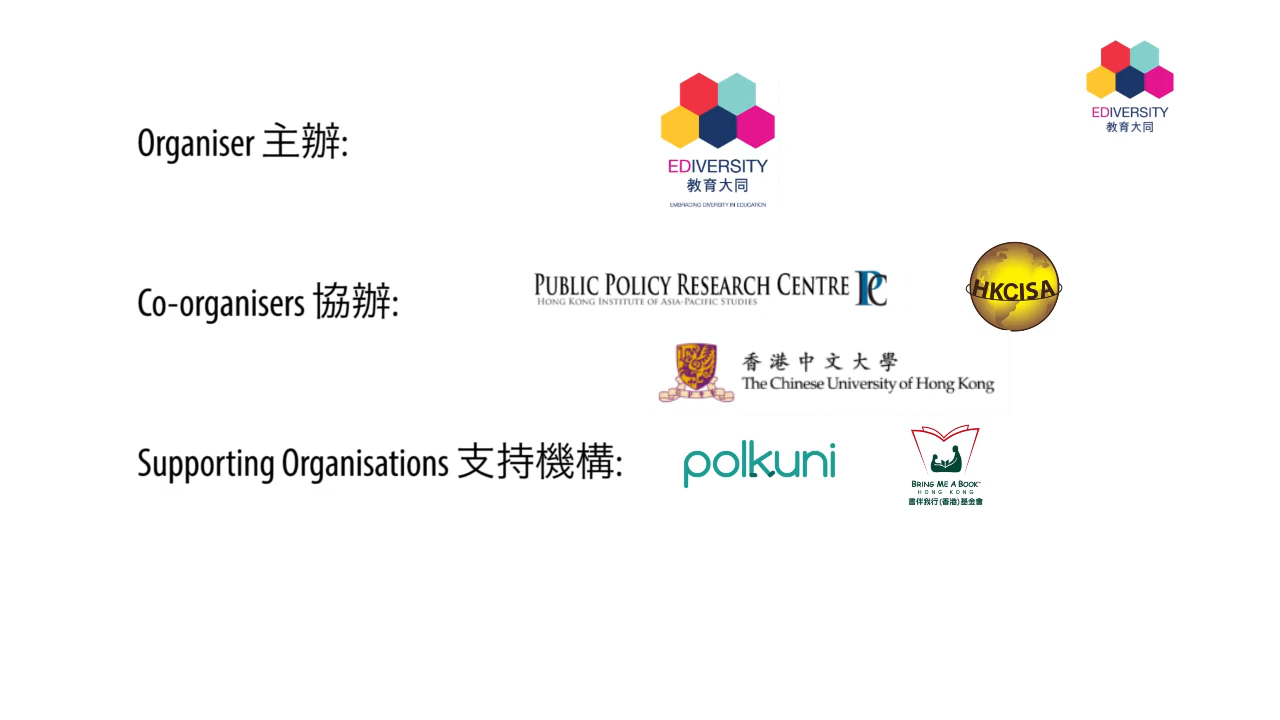 EDIVERSITY
教育大同
Organiser 主辦:
EDIVERSITY
教育大同
EMBRACING DIVERSITY IN EDUCATION
Co-organisers 協辦:
PUBLIC POLICY RESEARCH CENTRE PPC
HONG KONG INSTITUTE OF ASIA-PACIFIC STUDIES
HKCISA
香港中文大學
The Chinese University of Hong Kong
Supporting Organisations 支持機構:
polkuni
BRING ME A BOOK™
HONG KONG
書伴我行(香港)基金會